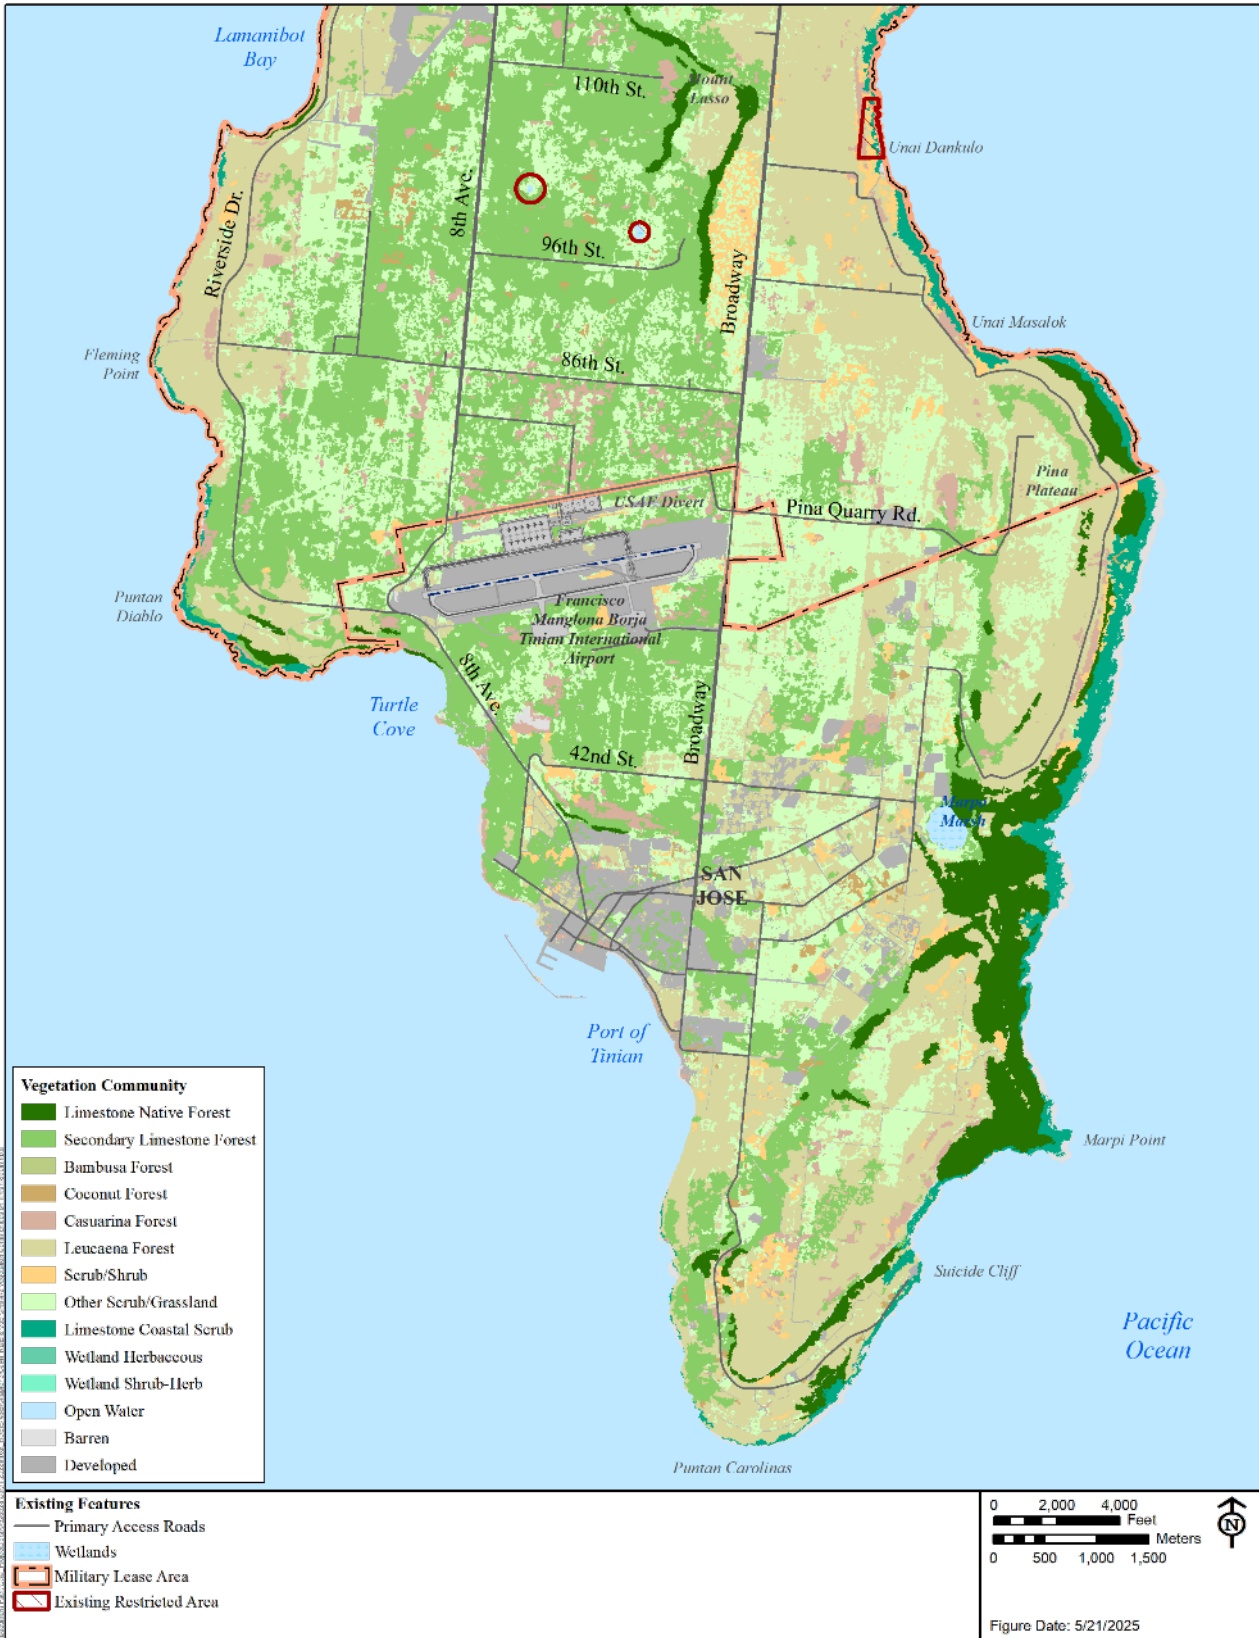 Lamanibot
Bay
110th St.
Mount
Lasso
Unai Dankulo
8th Ave.
Riverside Dr.
96th St.
Broadway
Unai Masalok
Fleming
Point
86th St.
Pina
Plateau
USAF Divert
Pina Quarry Rd.
Puntan
Diablo
Francisco
Manglona Borja
Tinian International
Airport
8th Ave.
Turtle
Cove
Broadway
42nd St.
Marpo
Marsh
SAN
JOSE
Port of
Tinian
Marpi Point
Suicide Cliff
Pacific
Ocean
Puntan Carolinas
Vegetation Community
Limestone Native Forest
Secondary Limestone Forest
Bambusa Forest
Coconut Forest
Casuarina Forest
Leucaena Forest
Scrub/Shrub
Other Scrub/Grassland
Limestone Coastal Scrub
Wetland Herbaceous
Wetland Shrub-Herb
Open Water
Barren
Developed
Existing Features
Primary Access Roads
Wetlands
Military Lease Area
Existing Restricted Area
0 2,000 4,000
Feet
Meters
0 500 1,000 1,500
N
Figure Date: 5/21/2025